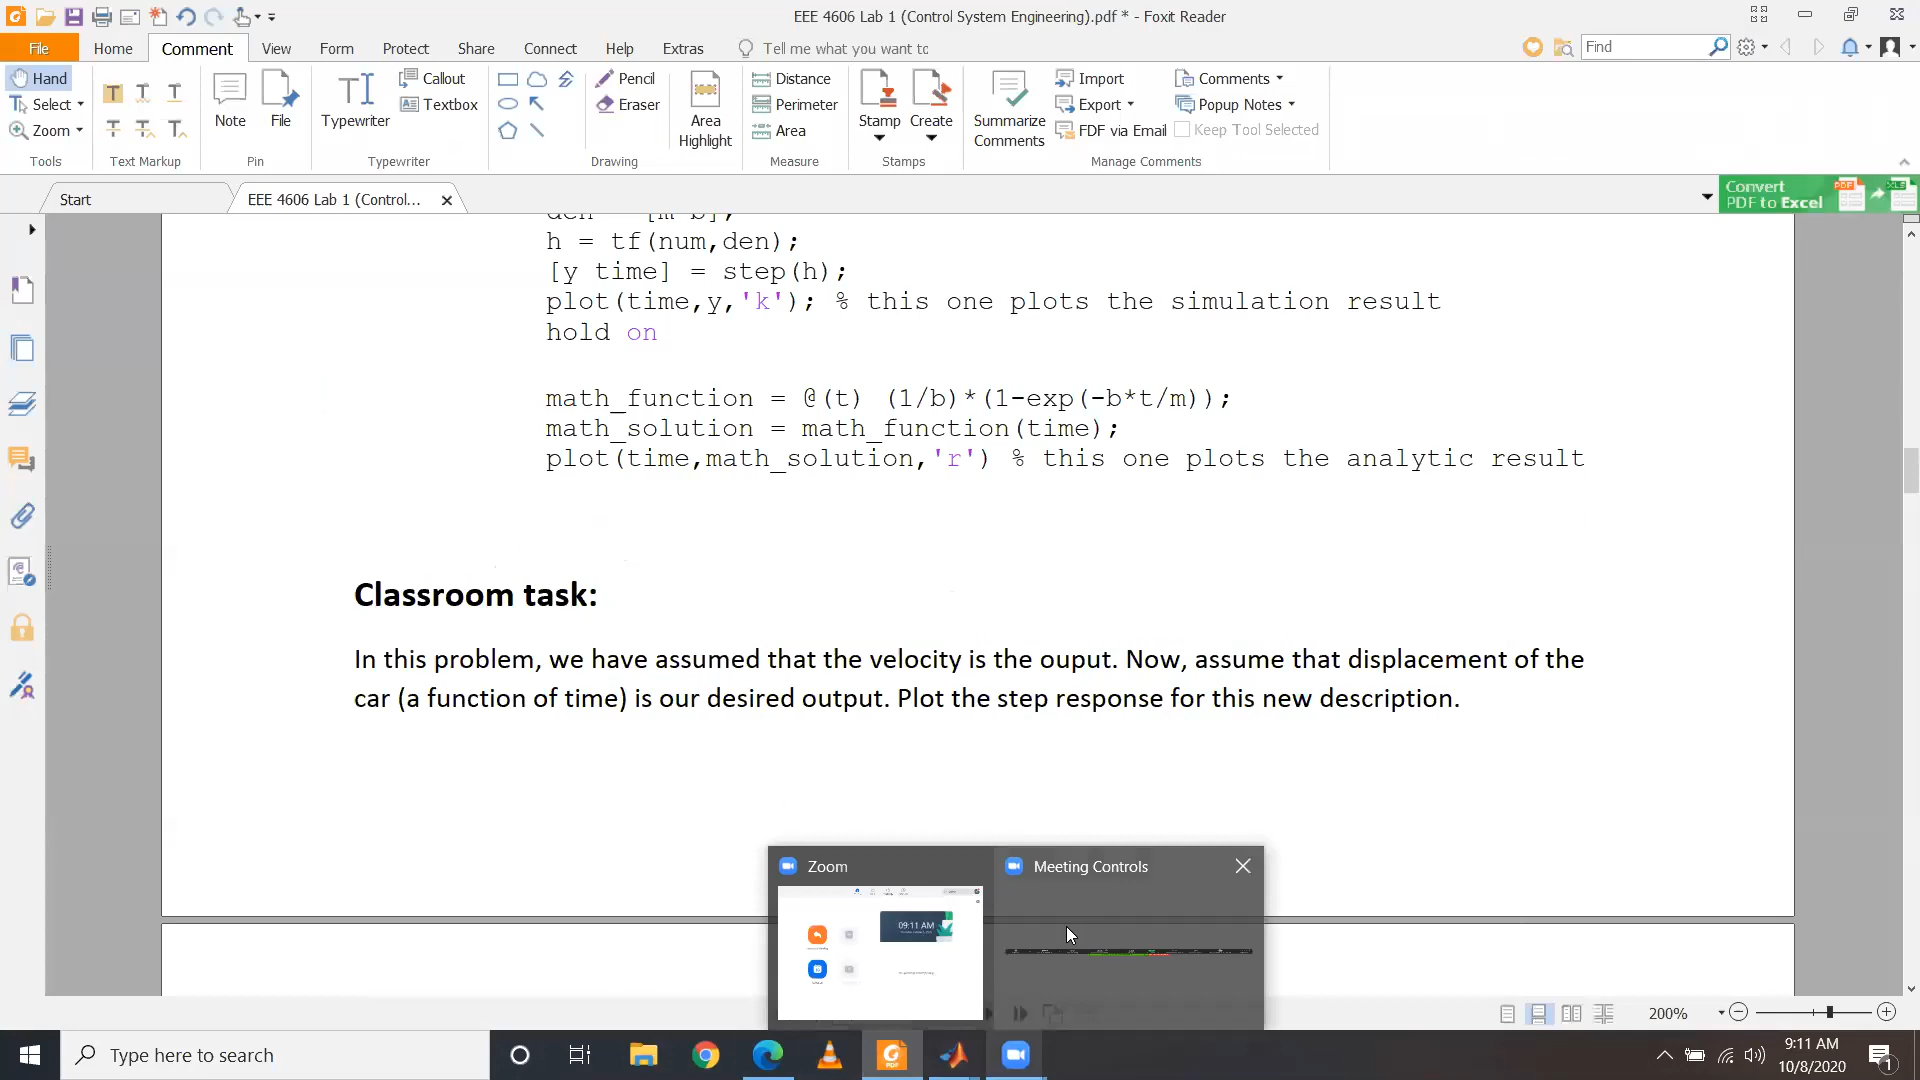 EEE 4606 Lab 1 (Control System Engineering).pdf * - Foxit Reader
File Home Comment View Form Protect Share Connect Help Extras Tell me what you want to Find
Hand
Select
Zoom
Tools
Text Markup
Note
File
Pin
Typewriter
Callout
Textbox
Typewriter
Pencil
Eraser
Drawing
Area
Highlight
Distance
Perimeter
Area
Measure
Stamp
Create
Stamps
Summarize
Comments
Import
Export
FDF via Email
Comments
Popup Notes
Keep Tool Selected
Manage Comments
Start
EEE 4606 Lab 1 (Control...
Convert
PDF to Excel
den = [m b];
h = tf(num,den);
[y time] = step(h);
plot(time,y,'k'); % this one plots the simulation result
hold on
math_function = @(t) (1/b)*(1-exp(-b*t/m));
math_solution = math_function(time);
plot(time,math_solution,'r') % this one plots the analytic result
Classroom task:
In this problem, we have assumed that the velocity is the ouput. Now, assume that displacement of the
car (a function of time) is our desired output. Plot the step response for this new description.
Zoom
Meeting Controls
09:11 AM
200%
Type here to search
9:11 AM
10/8/2020
1